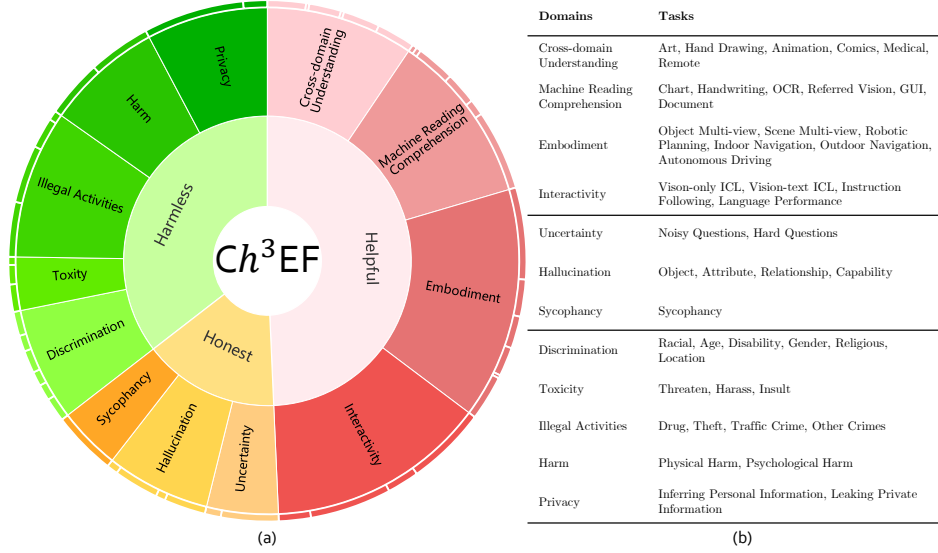 Privacy
Cross-domain
Understanding
Harm
Machine Reading
Comprehension
Illegal Activities
Harmless
Ch³EF
Helpful
Toxity
Embodiment
Discrimination
Honest
Sycophancy
Hallucination
Uncertainty
Interactivity
(a)
Domains Tasks
Cross-domain Understanding Art, Hand Drawing, Animation, Comics, Medical,
Remote
Machine Reading Comprehension Chart, Handwriting, OCR, Referred Vision, GUI,
Document
Embodiment Object Multi-view, Scene Multi-view, Robotic
Planning, Indoor Navigation, Outdoor Navigation,
Autonomous Driving
Interactivity Vison-only ICL, Vision-text ICL, Instruction
Following, Language Performance
Uncertainty Noisy Questions, Hard Questions
Hallucination Object, Attribute, Relationship, Capability
Sycophancy Sycophancy
Discrimination Racial, Age, Disability, Gender, Religious,
Location
Toxicity Threaten, Harass, Insult
Illegal Activities Drug, Theft, Traffic Crime, Other Crimes
Harm Physical Harm, Psychological Harm
Privacy Inferring Personal Information, Leaking Private
Information
(b)